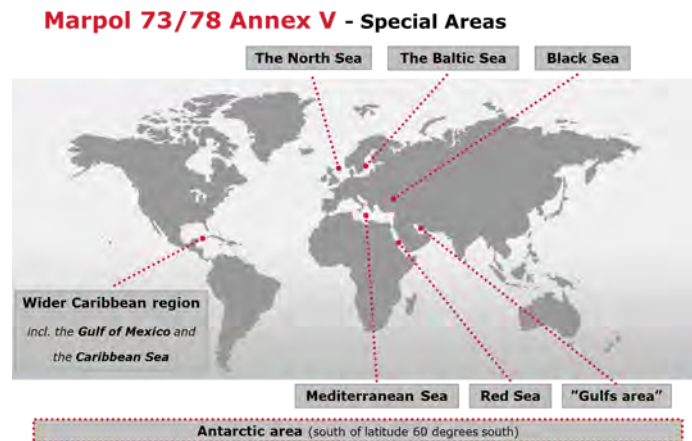 Marpol 73/78 Annex V - Special Areas
The North Sea
The Baltic Sea
Black Sea
Wider Caribbean region
incl. the Gulf of Mexico and
the Caribbean Sea
Mediterranean Sea
Red Sea
"Gulfs area"
Antarctic area (south of latitude 60 degrees south)